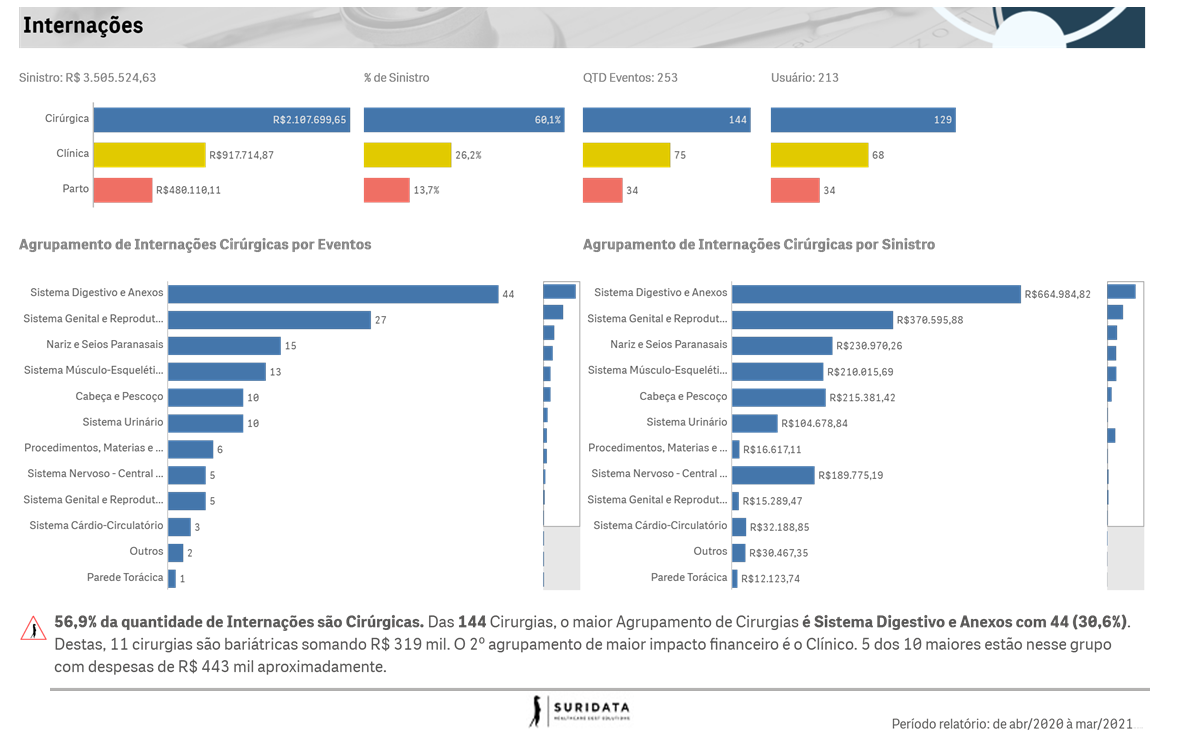 Internações
Sinistro: R$ 3.505.524,63
% de Sinistro
QTD Eventos: 253
Usuário: 213
Cirúrgica R$2.107.699,65 60,1% 144 129
Clínica R$917.714,87 26,2% 75 68
Parto R$480.110,11 13,7% 34 34
Agrupamento de Internações Cirúrgicas por Eventos
Sistema Digestivo e Anexos 44
Sistema Genital e Reprodut... 27
Nariz e Seios Paranasais 15
Sistema Músculo-Esqueléti... 13
Cabeça e Pescoço 10
Sistema Urinário 10
Procedimentos, Materias e ... 6
Sistema Nervoso - Central ... 5
Sistema Genital e Reprodut... 5
Sistema Cárdio-Circulatório 3
Outros 2
Parede Torácica 1
Agrupamento de Internações Cirúrgicas por Sinistro
Sistema Digestivo e Anexos R$664.984,82
Sistema Genital e Reprodut... R$370.595,88
Nariz e Seios Paranasais R$230.970,26
Sistema Músculo-Esqueléti... R$210.015,69
Cabeça e Pescoço R$215.381,42
Sistema Urinário R$104.678,84
Procedimentos, Materias e ... R$16.617,11
Sistema Nervoso - Central ... R$189.775,19
Sistema Genital e Reprodut... R$15.289,47
Sistema Cárdio-Circulatório R$32.188,85
Outros R$30.467,35
Parede Torácica R$12.123,74
56,9% da quantidade de Internações são Cirúrgicas. Das 144 Cirurgias, o maior Agrupamento de Cirurgias é Sistema Digestivo e Anexos com 44 (30,6%).
Destas, 11 cirurgias são bariátricas somando R$ 319 mil. O 2º agrupamento de maior impacto financeiro é o Clínico. 5 dos 10 maiores estão nesse grupo
com despesas de R$ 443 mil aproximadamente.
SURIDATA
HEALTHCARE COST SOLUTIONS
Período relatório: de abr/2020 à mar/2021